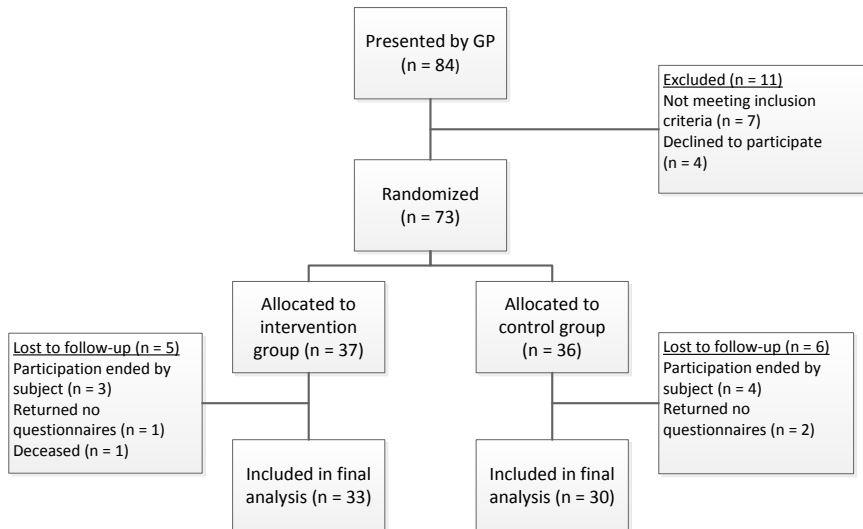 Presented by GP
(n = 84)
Excluded (n = 11)
Not meeting inclusion
criteria (n = 7)
Declined to participate
(n = 4)
Randomized
(n = 73)
Allocated to
intervention
group (n = 37)
Allocated to
control group
(n = 36)
Lost to follow-up (n = 5)
Participation ended by
subject (n = 3)
Returned no
questionnaires (n = 1)
Deceased (n = 1)
Lost to follow-up (n = 6)
Participation ended by
subject (n = 4)
Returned no
questionnaires (n = 2)
Included in final
analysis (n = 33)
Included in final
analysis (n = 30)